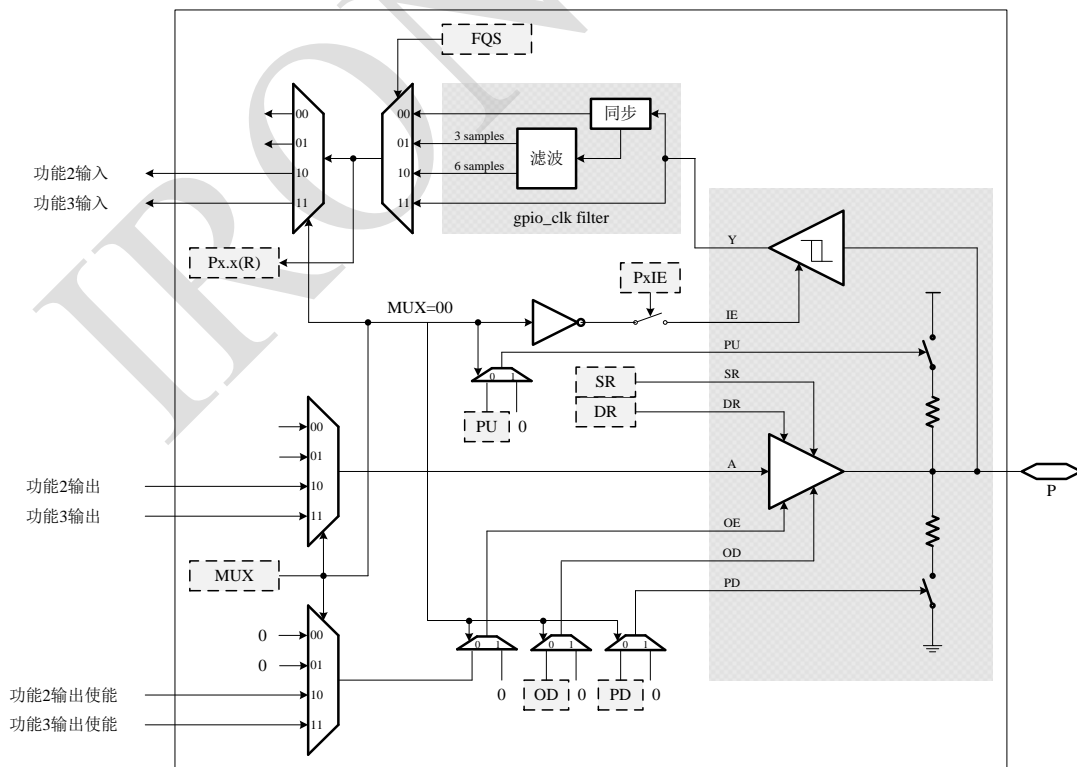 IRON
FQS
00
01
10
11
00
01
10
11
同步
滤波
3 samples
6 samples
gpio_clk filter
功能2输入
功能3输入
Px.x(R)
Y
PxIE
MUX=00
IE
PU
0 1
PU
0
SR
SR
DR
DR
00
01
10
11
A
功能2输出
功能3输出
P
OE
OD
MUX
PD
0
00
0
01
10
11
0 1
0
0 1
OD
0
0 1
PD
0
功能2输出使能
功能3输出使能